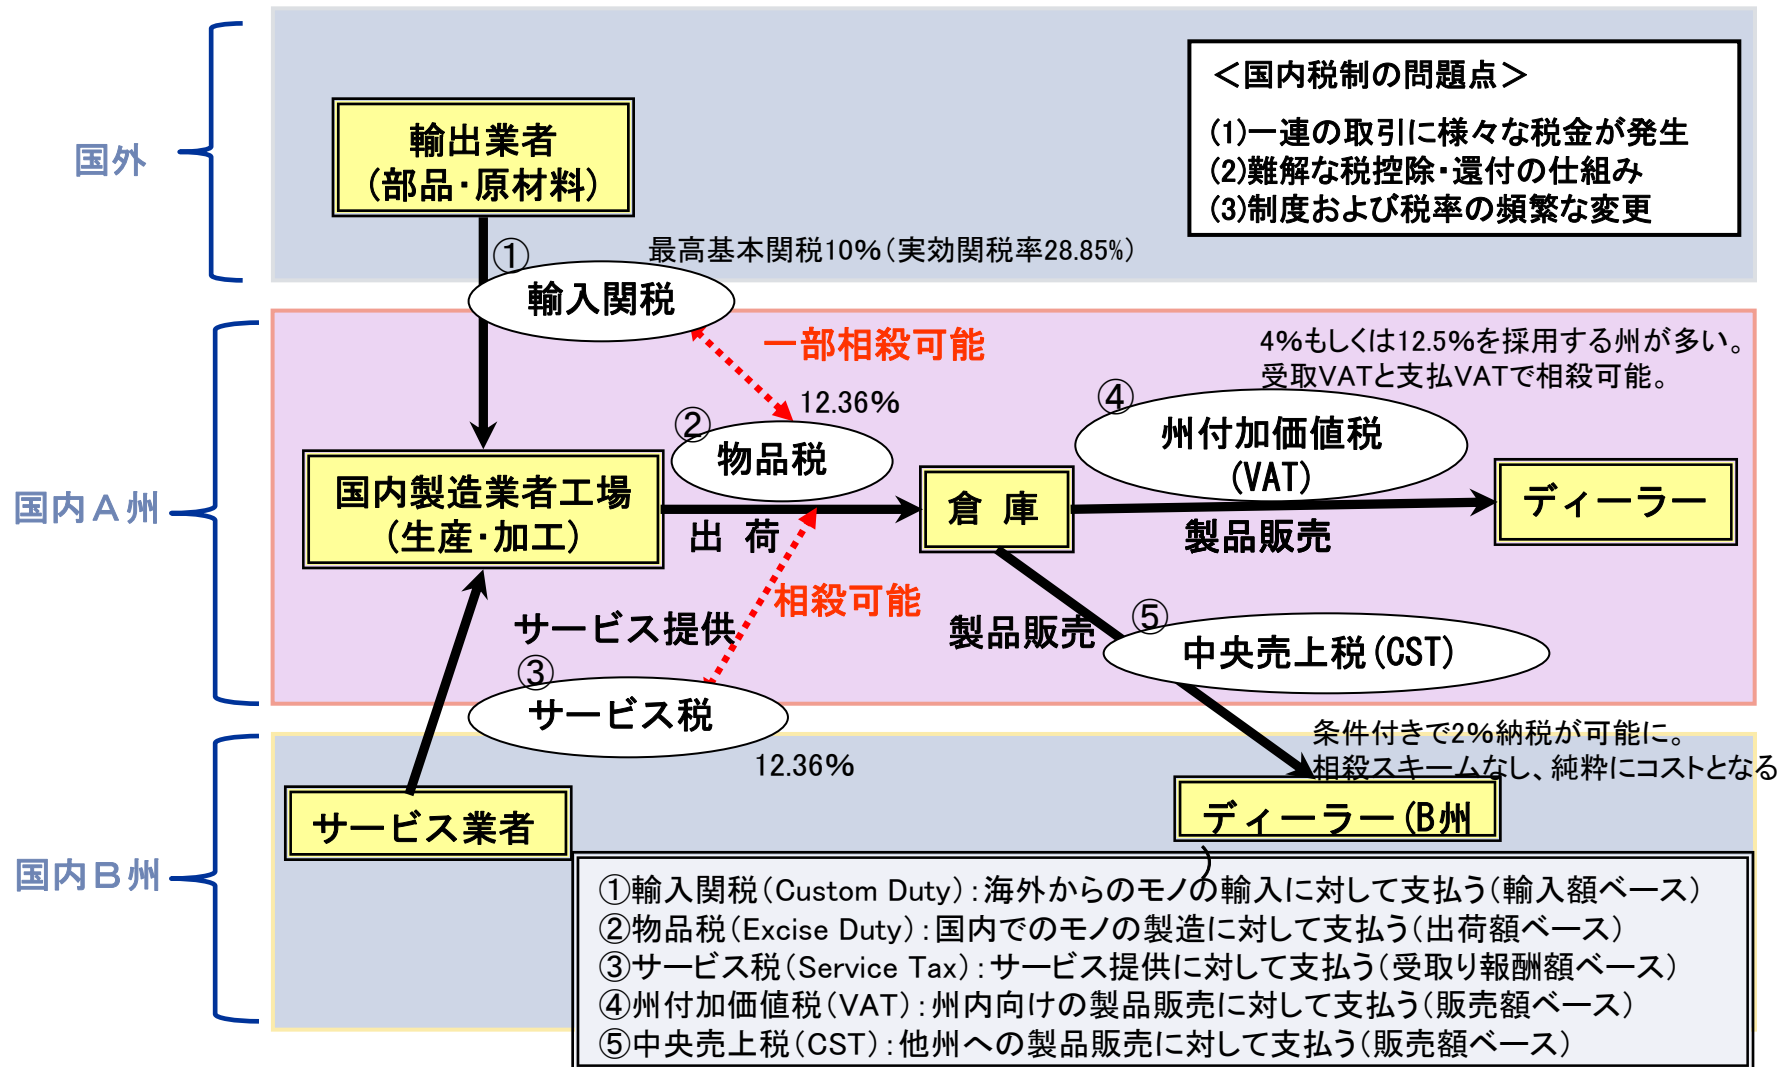 国外
輸出業者
(部品・原材料)
<国内税制の問題点>
(1)一連の取引に様々な税金が発生
(2)難解な税控除・還付の仕組み
(3)制度および税率の頻繁な変更
①
最高基本関税10%(実効関税率28.85%)
輸入関税
一部相殺可能
4%もしくは12.5%を採用する州が多い。
受取VATと支払VATで相殺可能。
12.36%
②
物品税
④
州付加価値税
(VAT)
国内A州
国内製造業者工場
(生産・加工)
出 荷
倉 庫
製品販売
ディーラー
相殺可能
サービス提供
製品販売
⑤
中央売上税(CST)
③
サービス税
12.36%
条件付きで2%納税が可能に。
相殺スキームなし、純粋にコストとなる
国内B州
サービス業者
ディーラー(B州
)
①輸入関税(Custom Duty):海外からのモノの輸入に対して支払う(輸入額ベース)
②物品税(Excise Duty):国内でのモノの製造に対して支払う(出荷額ベース)
③サービス税(Service Tax):サービス提供に対して支払う(受取り報酬額ベース)
④州付加価値税(VAT):州内向けの製品販売に対して支払う(販売額ベース)
⑤中央売上税(CST):他州への製品販売に対して支払う(販売額ベース)